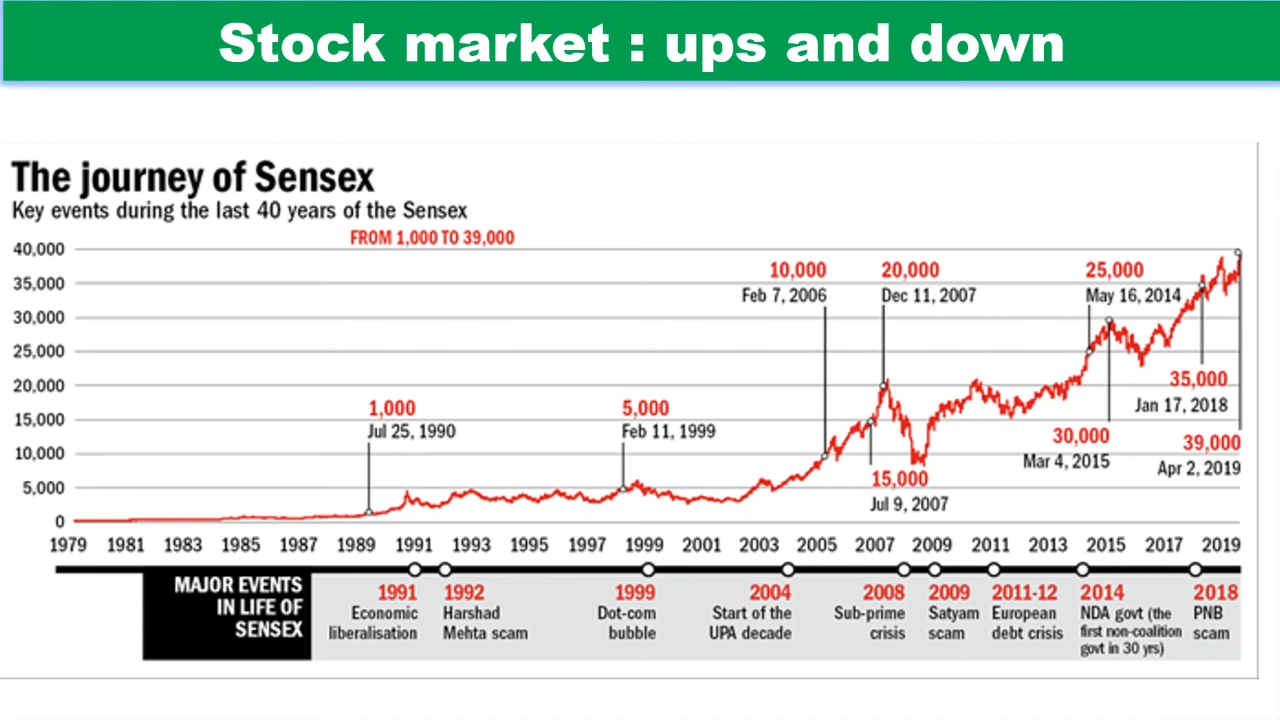 Stock market : ups and down
The journey of Sensex
Key events during the last 40 years of the Sensex
FROM 1,000 TO 39,000
40,000
35,000
30,000
25,000
20,000
15,000
10,000
5,000
0
1,000
Jul 25, 1990
5,000
Feb 11, 1999
10,000
Feb 7, 2006
20,000
Dec 11, 2007
15,000
Jul 9, 2007
25,000
May 16, 2014
30,000
Mar 4, 2015
35,000
Jan 17, 2018
39,000
Apr 2, 2019
1979 1981 1983 1985 1987 1989 1991 1993 1995 1997 1999 2001 2003 2005 2007 2009 2011 2013 2015 2017 2019
MAJOR EVENTS
IN LIFE OF
SENSEX
1991
Economic
liberalisation
1992
Harshad
Mehta scam
1999
Dot-com
bubble
2004
Start of the
UPA decade
2008
Sub-prime
crisis
2009
Satyam
scam
2011-12
European
debt crisis
2014
NDA govt (the
first non-coalition
govt in 30 yrs)
2018
PNB
scam